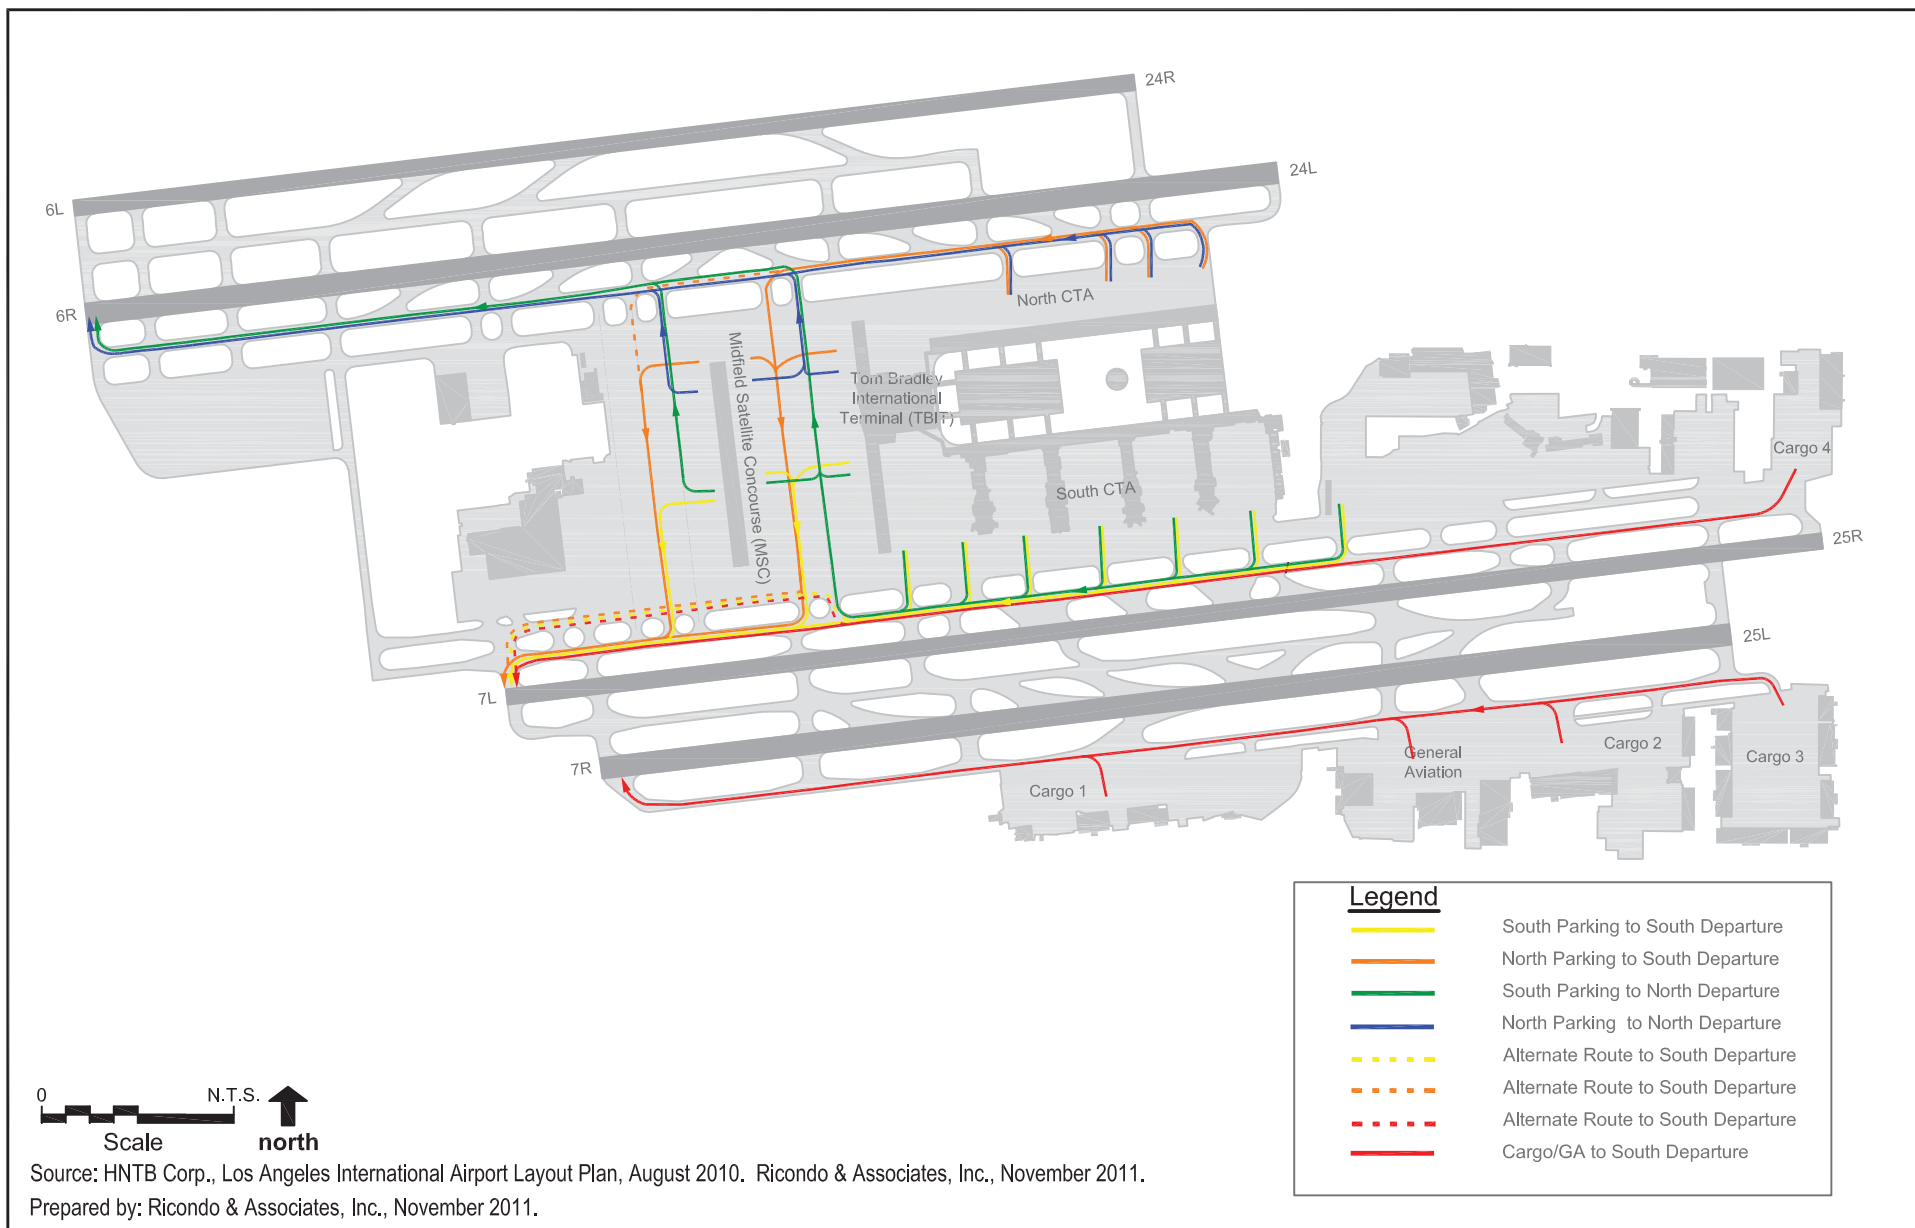 24R
24L
6L
6R
North CTA
Midfield Satellite Concourse (MSC)
Tom Bradley
International
Terminal (TBIT)
Cargo 4
South CTA
25R
25L
7L
7R
General
Aviation
Cargo 2
Cargo 3
Cargo 1
Legend
South Parking to South Departure
North Parking to South Departure
South Parking to North Departure
North Parking to North Departure
Alternate Route to South Departure
Alternate Route to South Departure
Alternate Route to South Departure
Cargo/GA to South Departure
0 N.T.S.
Scale north
Source: HNTB Corp., Los Angeles International Airport Layout Plan, August 2010. Ricondo & Associates, Inc., November 2011.
Prepared by: Ricondo & Associates, Inc., November 2011.